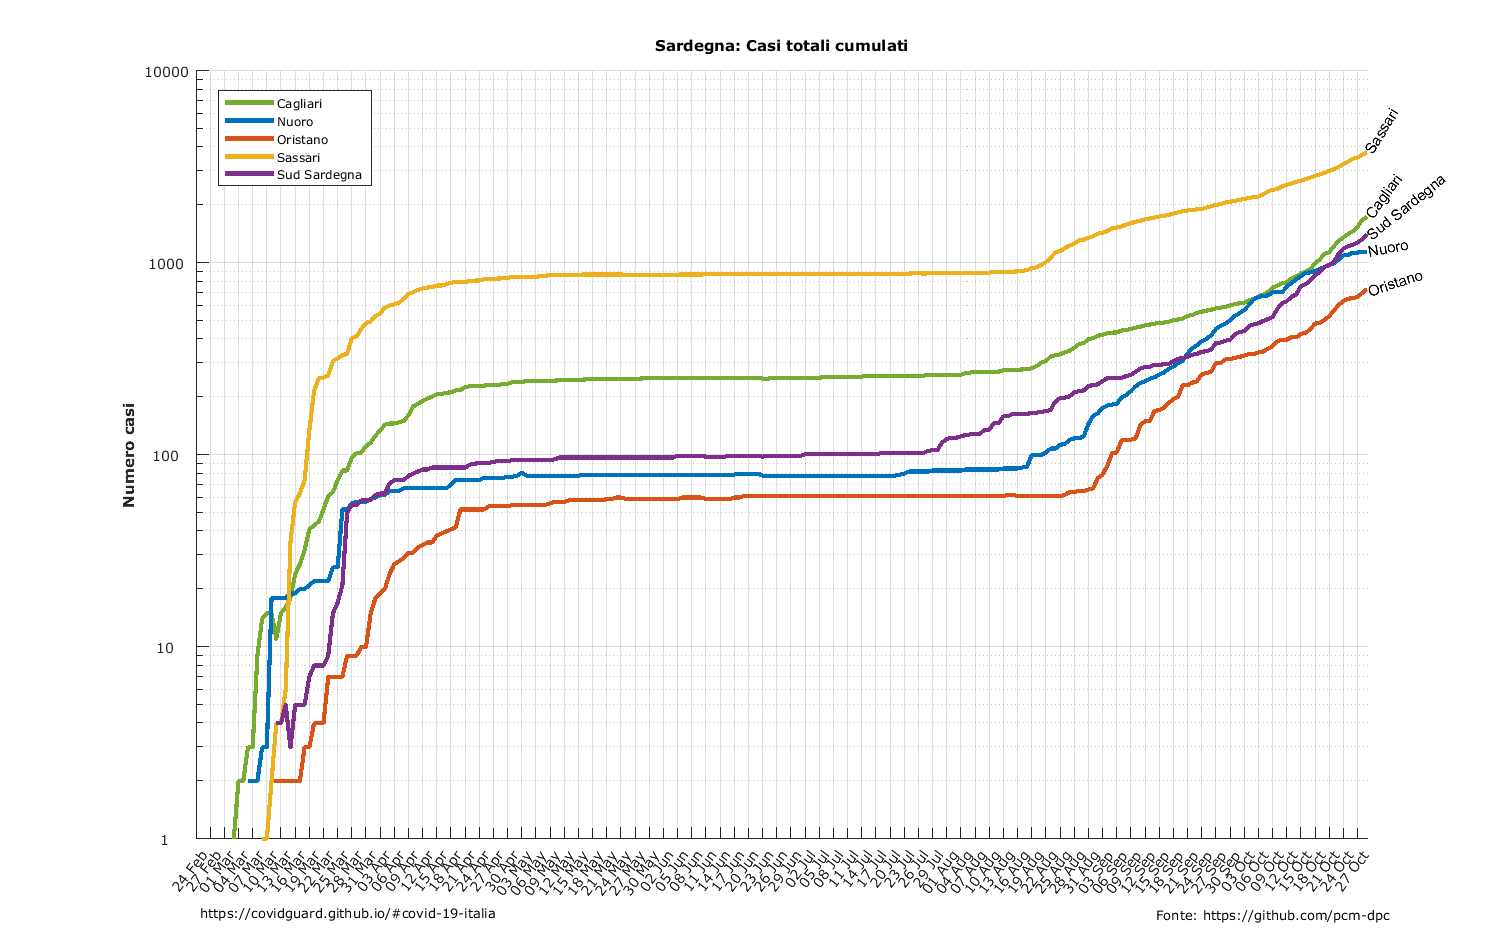 Sardegna: Casi totali cumulati
10000
1000
100
10
1
Numero casi
Cagliari
Nuoro
Oristano
Sassari
Sud Sardegna
Sassari
Cagliari
Sud Sardegna
Nuoro
Oristano
24 Feb
27 Feb
01 Mar
04 Mar
07 Mar
10 Mar
13 Mar
16 Mar
19 Mar
22 Mar
25 Mar
28 Mar
31 Mar
03 Apr
06 Apr
09 Apr
12 Apr
15 Apr
18 Apr
21 Apr
24 Apr
27 Apr
30 Apr
03 May
06 May
09 May
12 May
15 May
18 May
21 May
24 May
27 May
30 May
02 Jun
05 Jun
08 Jun
11 Jun
14 Jun
17 Jun
20 Jun
23 Jun
26 Jun
29 Jun
02 Jul
05 Jul
08 Jul
11 Jul
14 Jul
17 Jul
20 Jul
23 Jul
26 Jul
29 Jul
01 Aug
04 Aug
07 Aug
10 Aug
13 Aug
16 Aug
19 Aug
22 Aug
25 Aug
28 Aug
31 Aug
03 Sep
06 Sep
09 Sep
12 Sep
15 Sep
18 Sep
21 Sep
24 Sep
27 Sep
30 Sep
03 Oct
06 Oct
09 Oct
12 Oct
15 Oct
18 Oct
21 Oct
24 Oct
27 Oct
https://covidguard.github.io/#covid-19-italia
Fonte: https://github.com/pcm-dpc